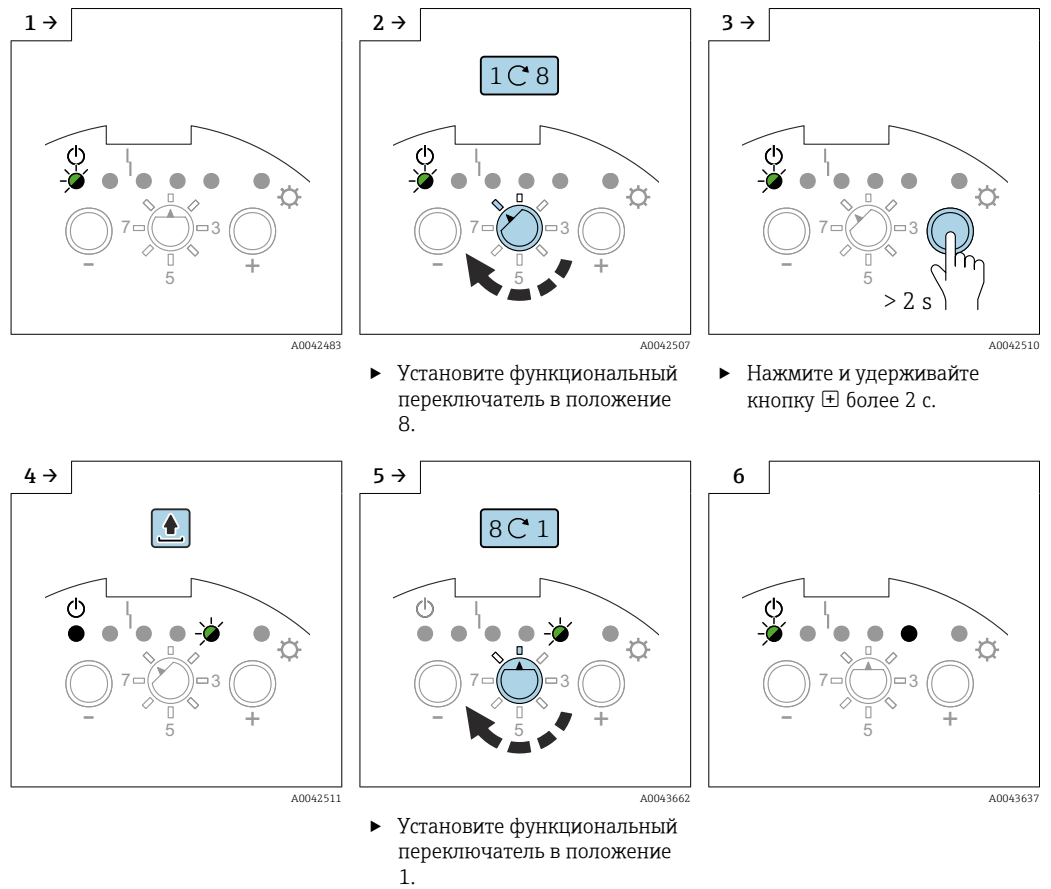 1 →
2 →
3 →
1 8
7
3
5
-
+
7
3
5
-
+
7
5
-
> 2 s
A0042483
A0042507
A0042510
▶ Установите функциональный
переключатель в положение
8.
▶ Нажмите и удерживайте
кнопку ⊞ более 2 с.
4 →
5 →
6
8 1
7
3
5
-
+
7
3
5
-
+
7
3
5
-
+
A0042511
A0043662
A0043637
▶ Установите функциональный
переключатель в положение
1.